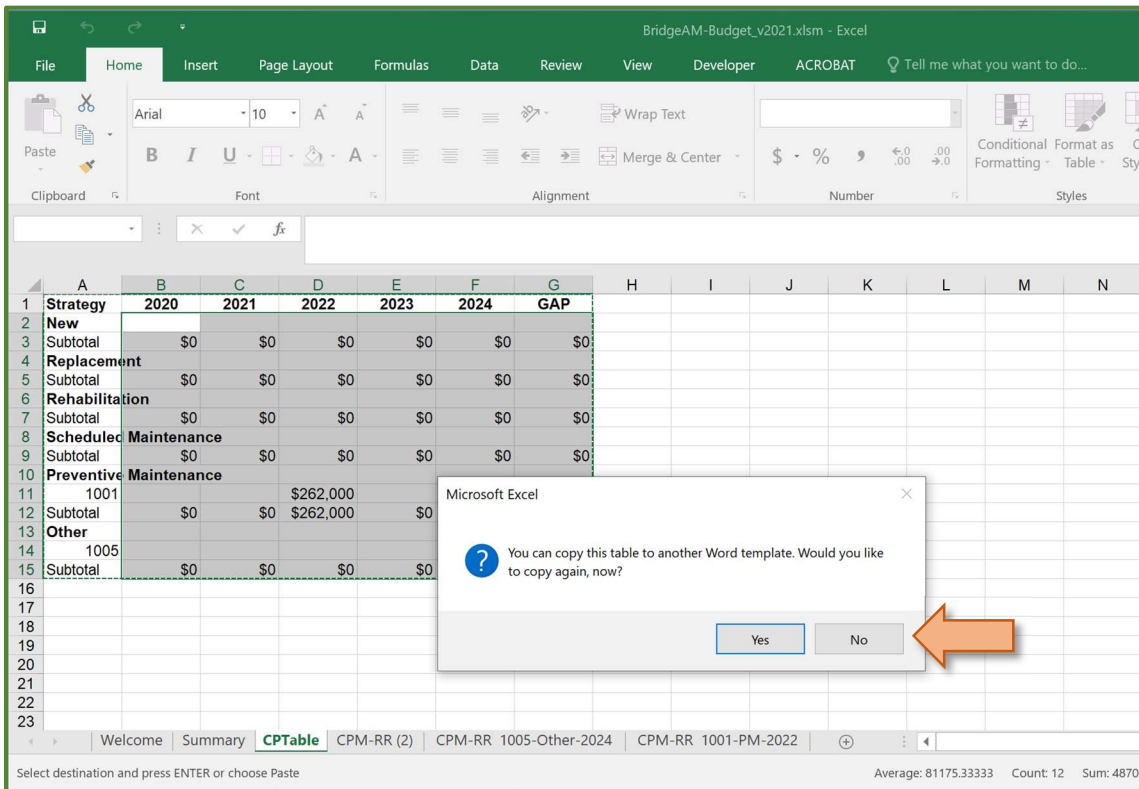 BridgeAM-Budget_v2021.xlsm - Excel
File Home Insert Page Layout Formulas Data Review View Developer ACROBAT Tell me what you want to do...
Paste
Arial 10 A A
B I U A
Wrap Text
Merge & Center
$ % , .0 .00 .00 .0
Conditional Formatting
Format as Table
Clipboard Font Alignment Number Styles
fx
A B C D E F G H I J K L M N
1 Strategy 2020 2021 2022 2023 2024 GAP
2 New
3 Subtotal $0 $0 $0 $0 $0 $0
4 Replacement
5 Subtotal $0 $0 $0 $0 $0 $0
6 Rehabilitation
7 Subtotal $0 $0 $0 $0 $0 $0
8 Scheduled Maintenance
9 Subtotal $0 $0 $0 $0 $0 $0
10 Preventive Maintenance
11 1001 $262,000
12 Subtotal $0 $0 $262,000 $0
13 Other
14 1005
15 Subtotal $0 $0 $0 $0
16
17
18
19
20
21
22
23
Microsoft Excel
?
You can copy this table to another Word template. Would you like
to copy again, now?
Yes No
Welcome Summary CPTable CPM-RR (2) CPM-RR 1005-Other-2024 CPM-RR 1001-PM-2022
Select destination and press ENTER or choose Paste Average: 81175.33333 Count: 12 Sum: 4870